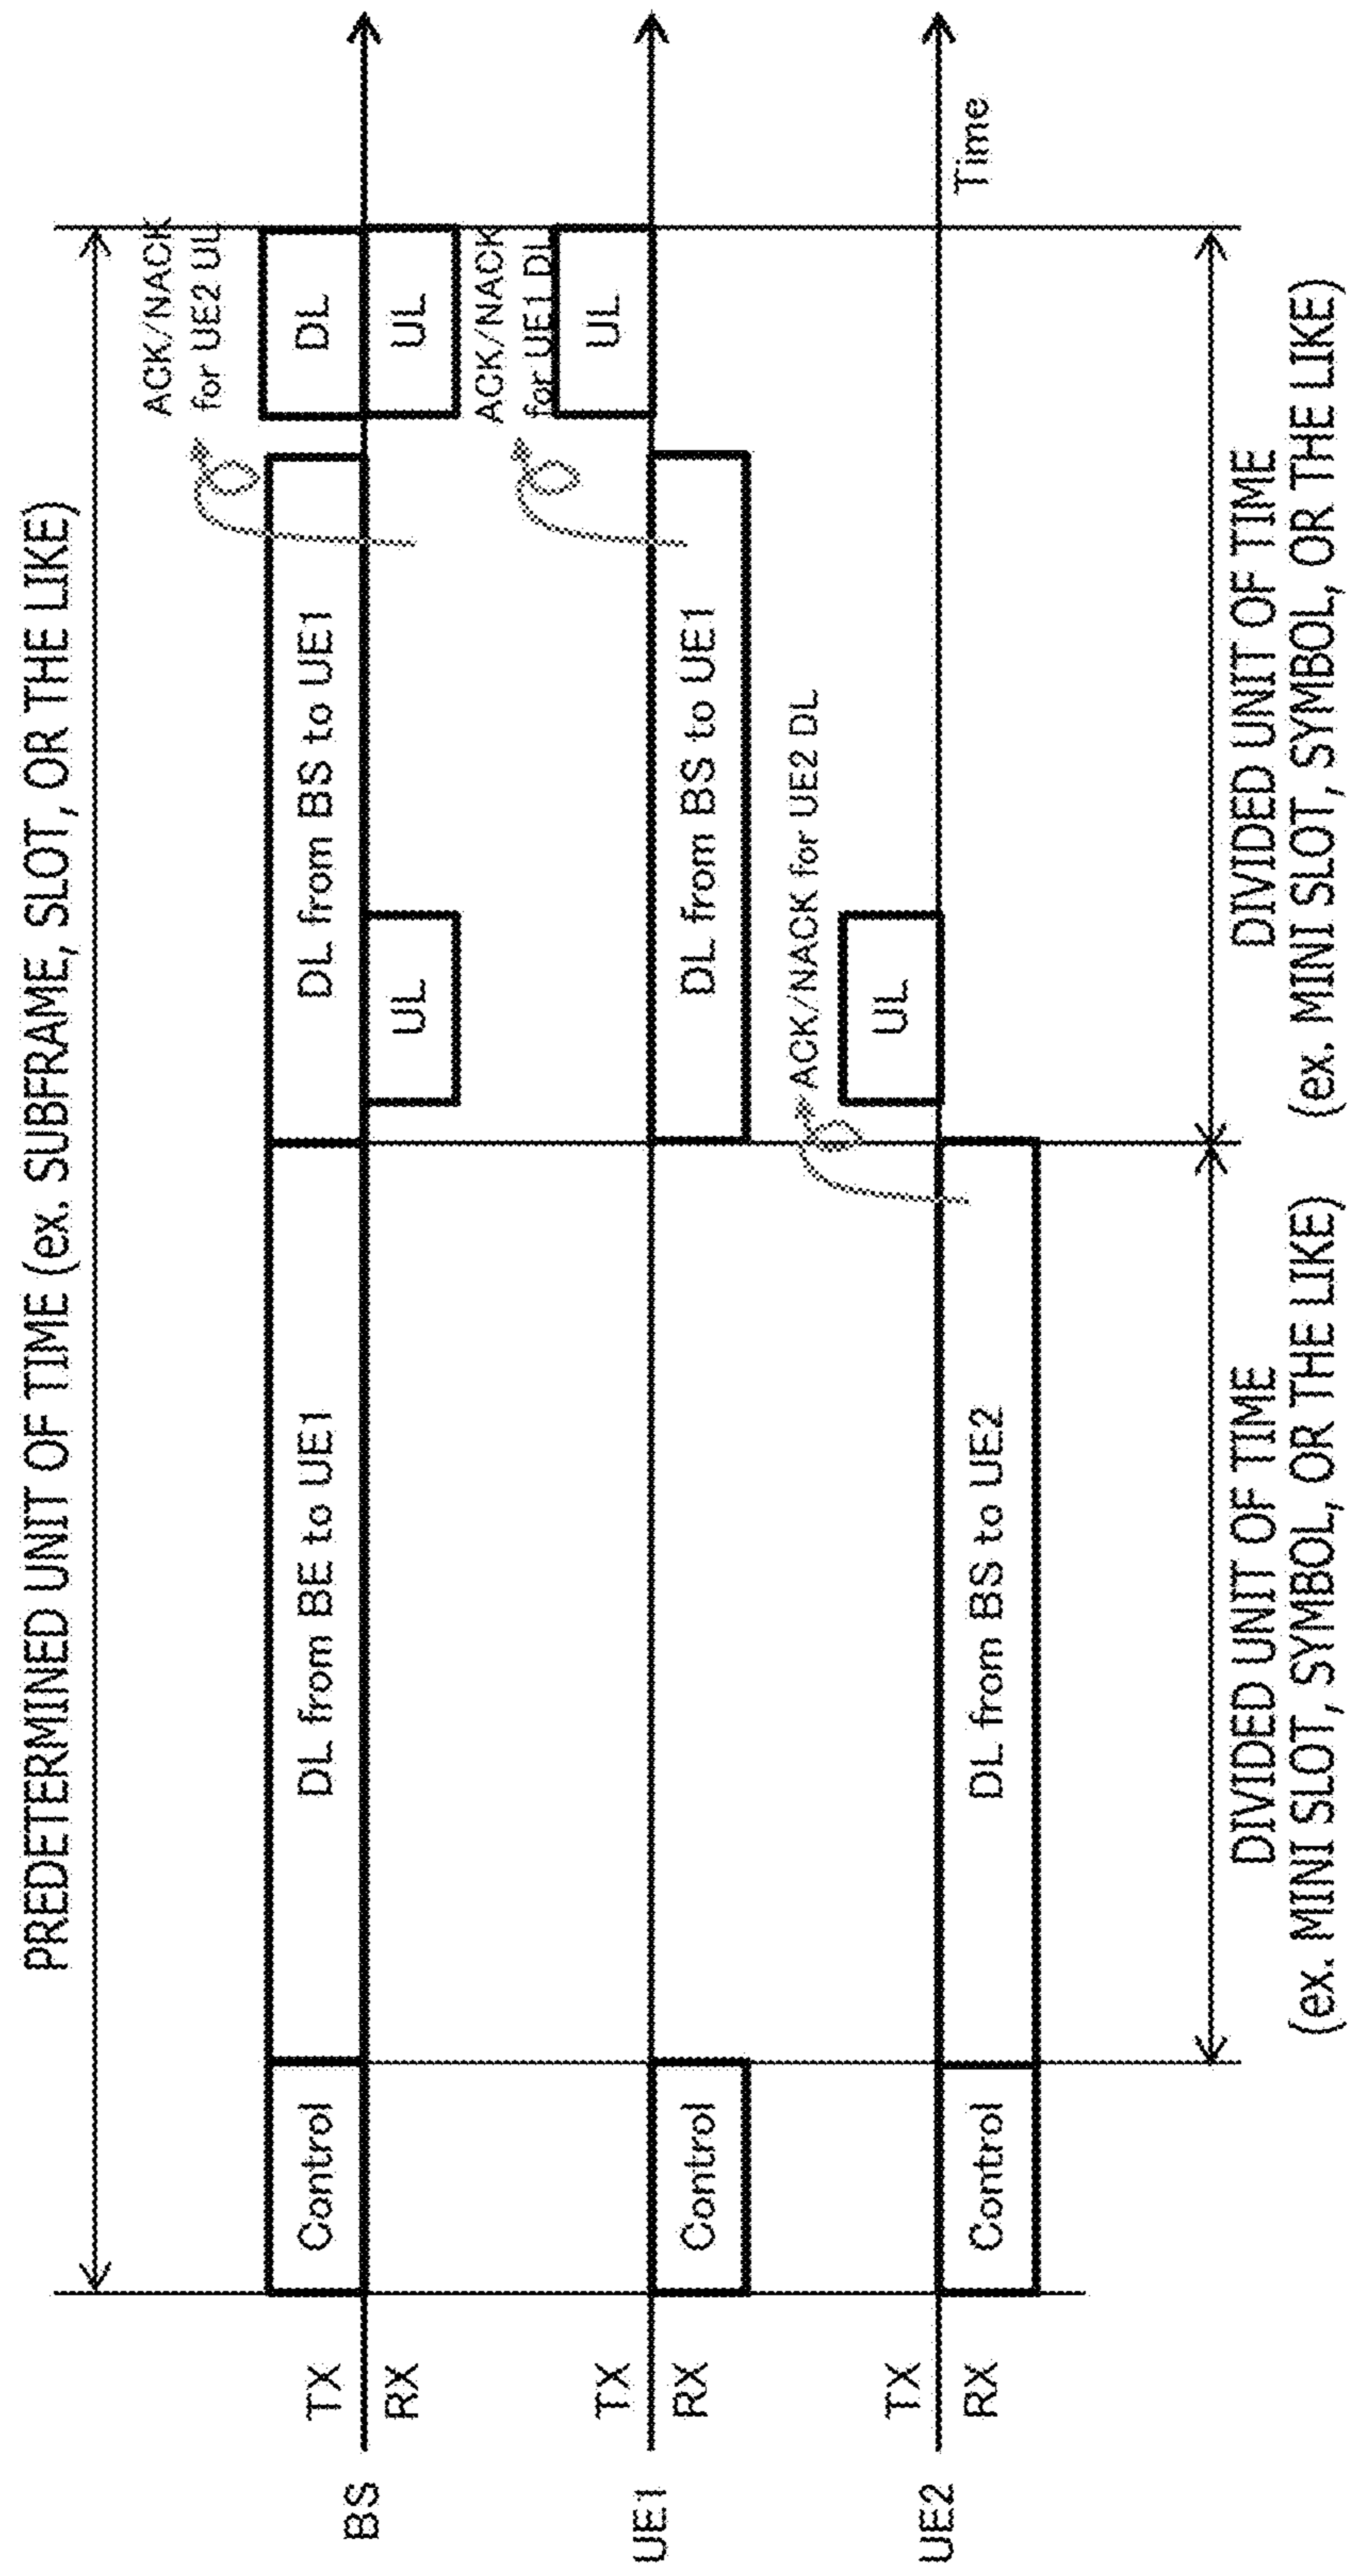 PREDETERMINED UNIT OF TIME (ex. SUBFRAME, SLOT, OR THE LIKE)
ACK/NACK
for UE2 UL
BS
TX
RX
Control
DL from BE to UE1
DL from BS to UE1
DL
UL
UL
ACK/NACK
for UE1 DL
UE1
TX
RX
Control
DL from BS to UE1
UL
ACK/NACK for UE2 DL
UE2
TX
RX
Control
DL from BS to UE2
UL
Time
DIVIDED UNIT OF TIME
(ex. MINI SLOT, SYMBOL, OR THE LIKE)
DIVIDED UNIT OF TIME
(ex. MINI SLOT, SYMBOL, OR THE LIKE)